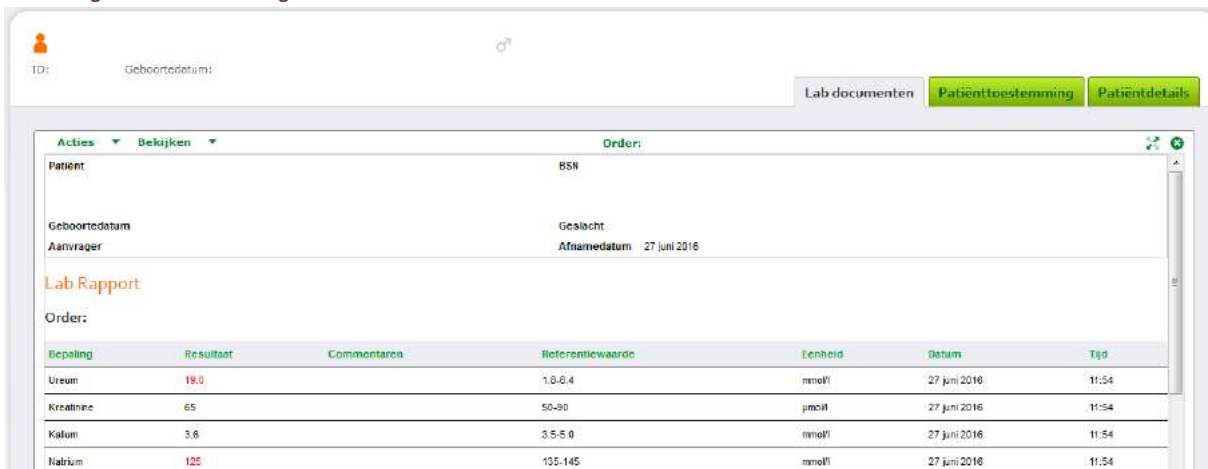 ID: Geboortedatum:
Lab documenten Patiënttoestemming Patiëntdetails
Acties Bekijken Order:
Patiënt BSN
Geboortedatum Geslacht
Aanvrager Afnamedatum 27 juni 2016
Lab Rapport
Order:
Bepaling Resultaat Commentaren Referentiewaarde Eenheid Datum Tijd
Ureum 19.0 1.8-6.4 mmol/l 27 juni 2016 11:54
Kreatinine 65 50-90 µmol/l 27 juni 2016 11:54
Kalium 3.6 3.5-5.0 mmol/l 27 juni 2016 11:54
Natrium 125 135-145 mmol/l 27 juni 2016 11:54